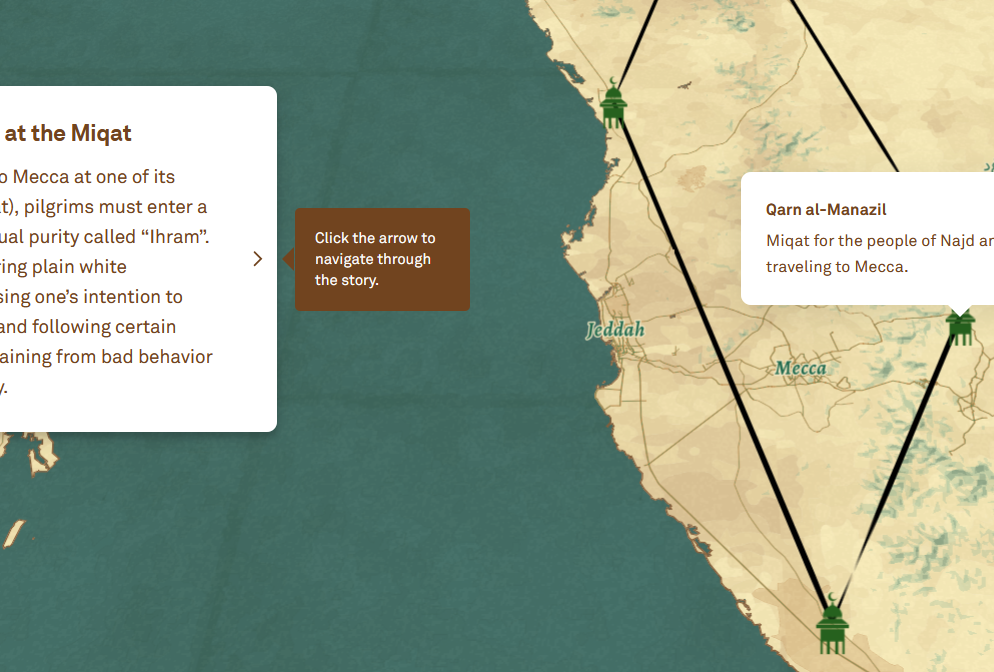 at the Miqat
o Mecca at one of its
t), pilgrims must enter a
ual purity called “Ihram”.
ring plain white
sing one’s intention to
and following certain
aining from bad behavior
y.
Click the arrow to
navigate through
the story.
Qarn al-Manazil
Miqat for the people of Najd an
traveling to Mecca.
Jeddah
Mecca